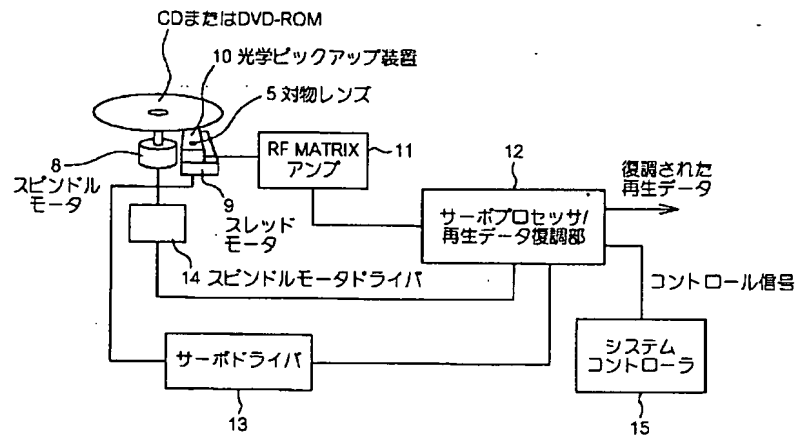 CDまたはDVD-ROM
10 光学ピックアップ装置
5 対物レンズ
8
スピンドル
モータ
9
スレッド
モータ
RF MATRIX
アンプ
11
12
サーボプロセッサ/
再生データ復調部
復調された
再生データ
14 スピンドルモータドライバ
コントロール信号
サーボドライバ
13
システム
コントローラ
15